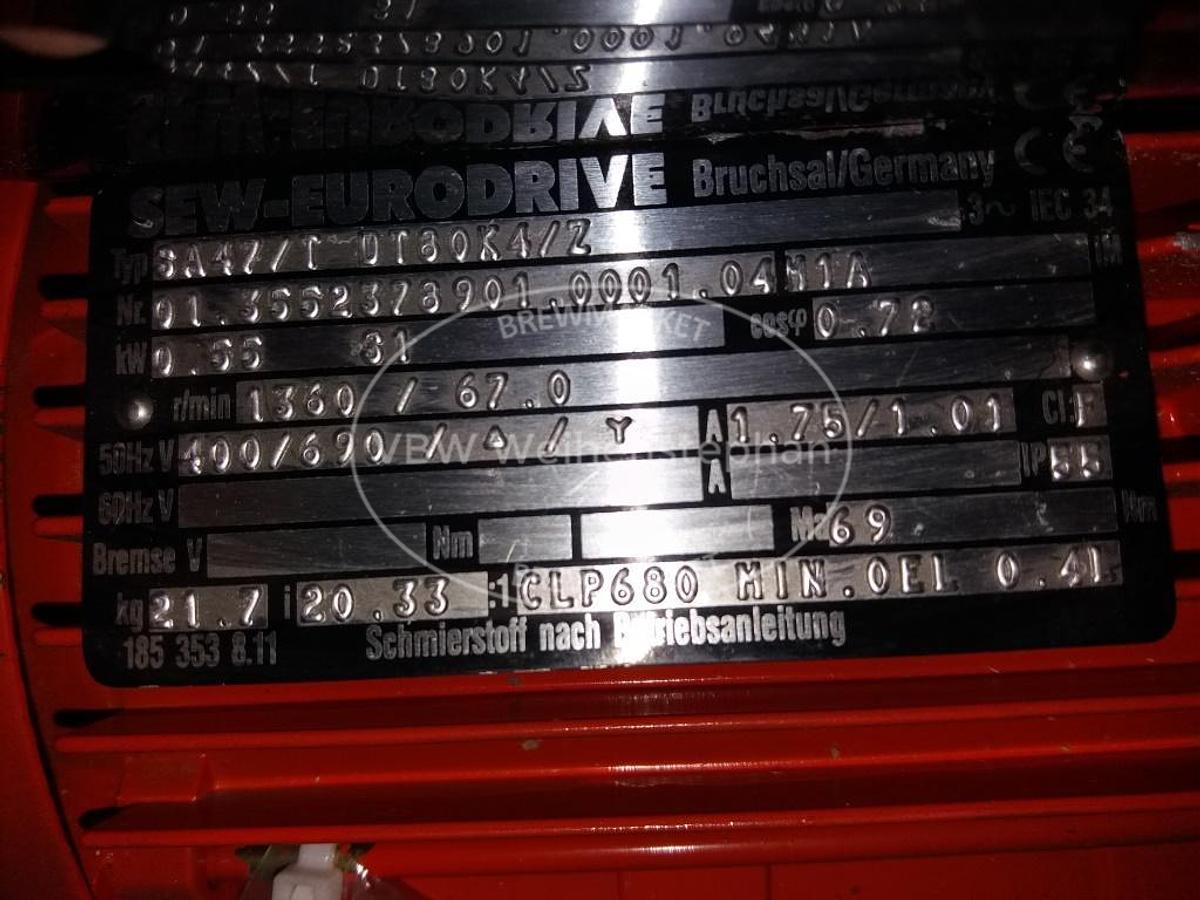 SEW-EURODRIVE Bruchsal/Germany CE
Typ SA47/T DT80K4/Z 3~ IEC 34
Nr. 01.3552378901.0001.04 M1A IM
kW 0.55 S1 cosφ 0.72
r/min 1360 / 67.0
50Hz V 400/690 / Δ / Y A 1.75/1.01 Cl. F
60Hz V A IP 55
Bremse V Nm Ma 69 Nm
kg 21.7 i 20.33 :1 CLP680 MIN.OEL 0.4L
185 353 8.11 Schmierstoff nach Betriebsanleitung
BREWMARKET
VBW Weihenstephan